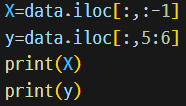 X=data.iloc[:,:-1]
y=data.iloc[:,5:6]
print(X)
print(y)